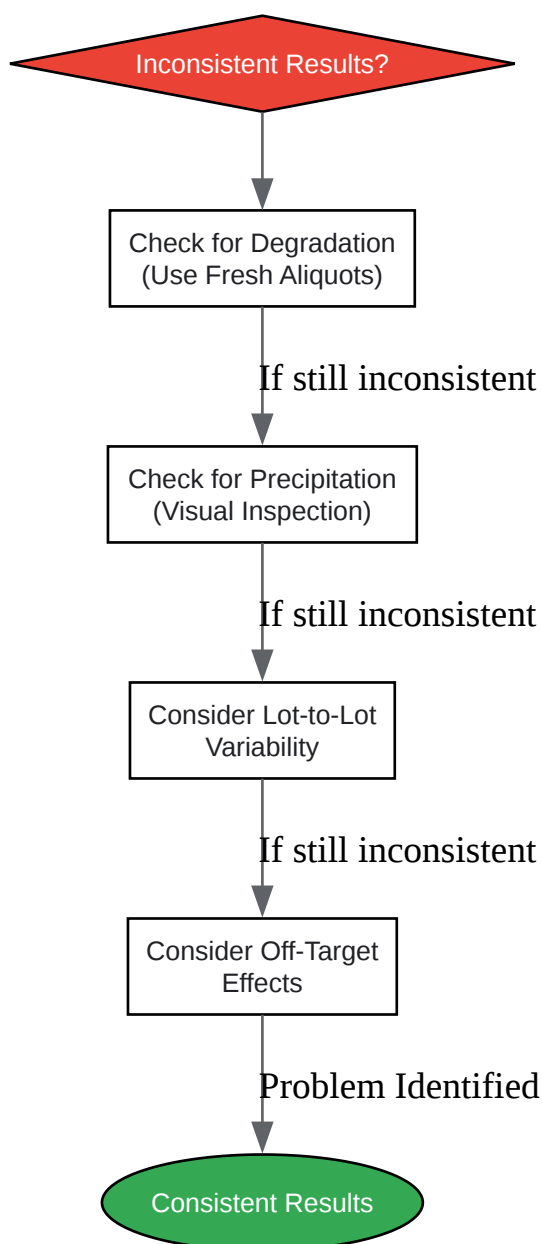 Inconsistent Results?
Check for Degradation
(Use Fresh Aliquots)
If still inconsistent
Check for Precipitation
(Visual Inspection)
If still inconsistent
Consider Lot-to-Lot
Variability
If still inconsistent
Consider Off-Target
Effects
Problem Identified
Consistent Results